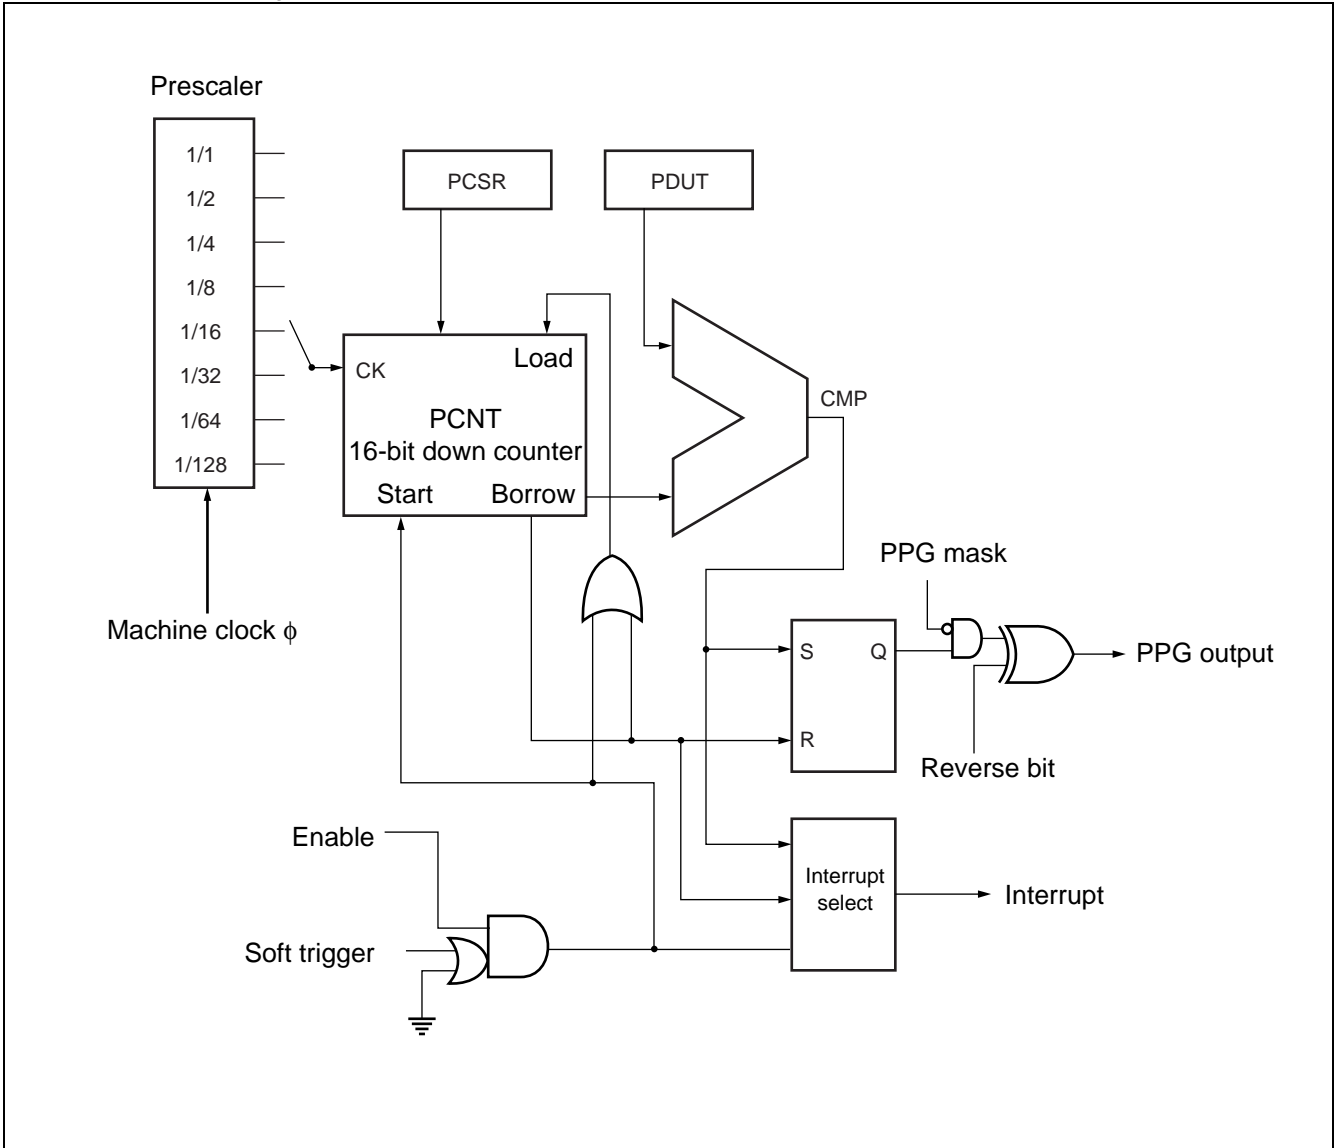 Prescaler
1/1
1/2
1/4
1/8
1/16
1/32
1/64
1/128
Machine clock ϕ
PCSR
PDUT
CK
Load
PCNT
16-bit down counter
Start
Borrow
CMP
PPG mask
S
Q
R
PPG output
Reverse bit
Enable
Soft trigger
Interrupt
select
Interrupt